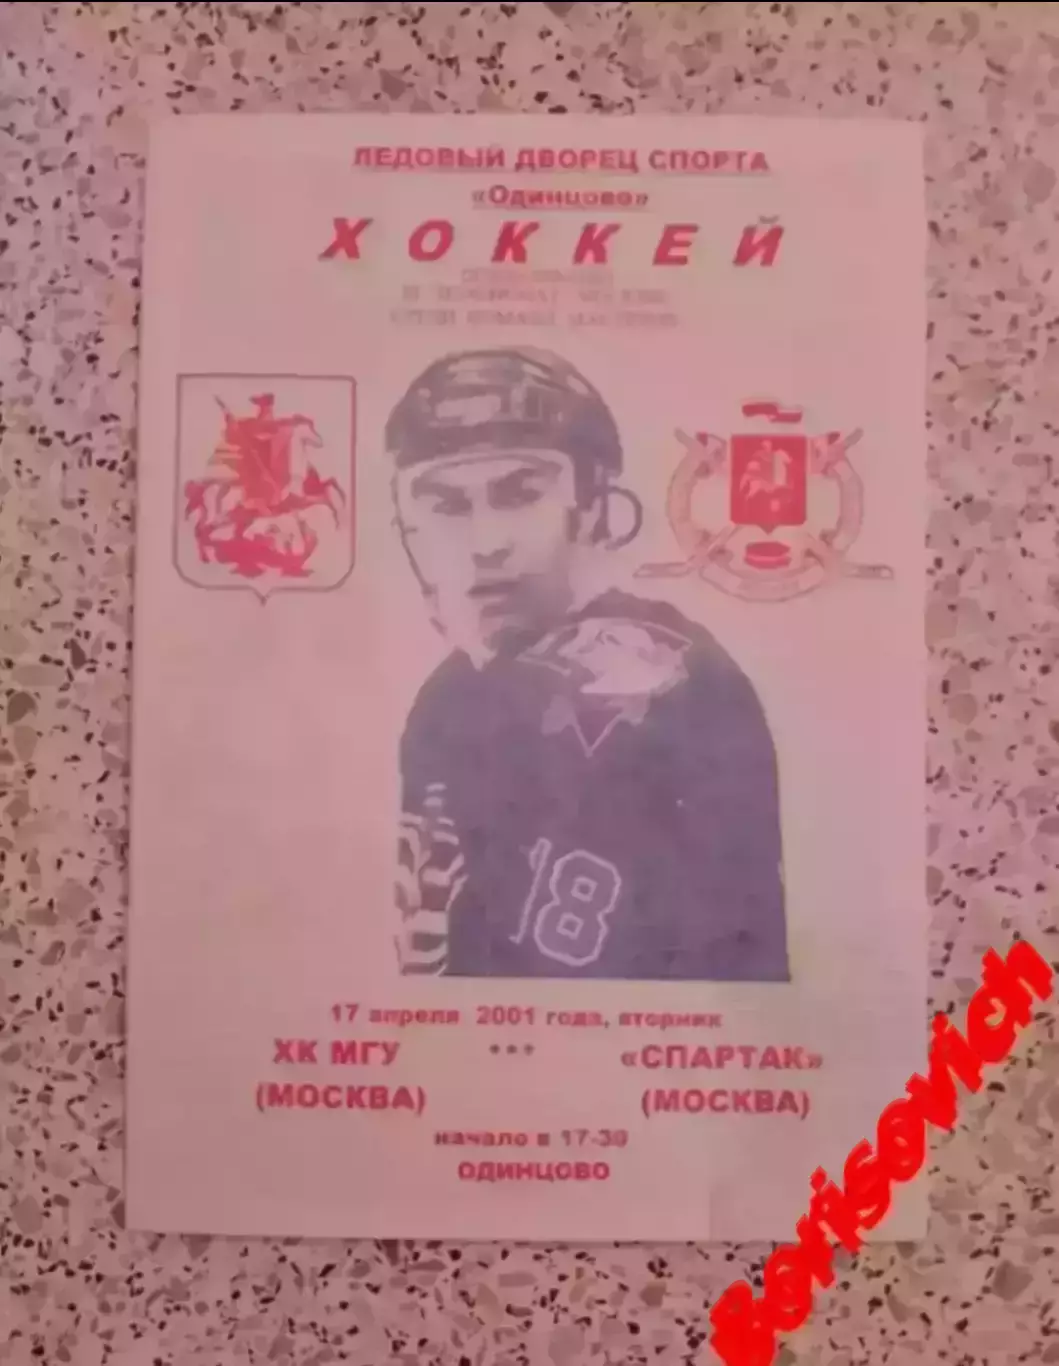 ЛЕДОВЫЙ ДВОРЕЦ СПОРТА
«Одинцово»
ХОККЕЙ
18
17 апреля 2001 года, вторник
ХК МГУ *** «СПАРТАК»
(МОСКВА) (МОСКВА)
начало в 17-30
ОДИНЦОВО
Borisovich